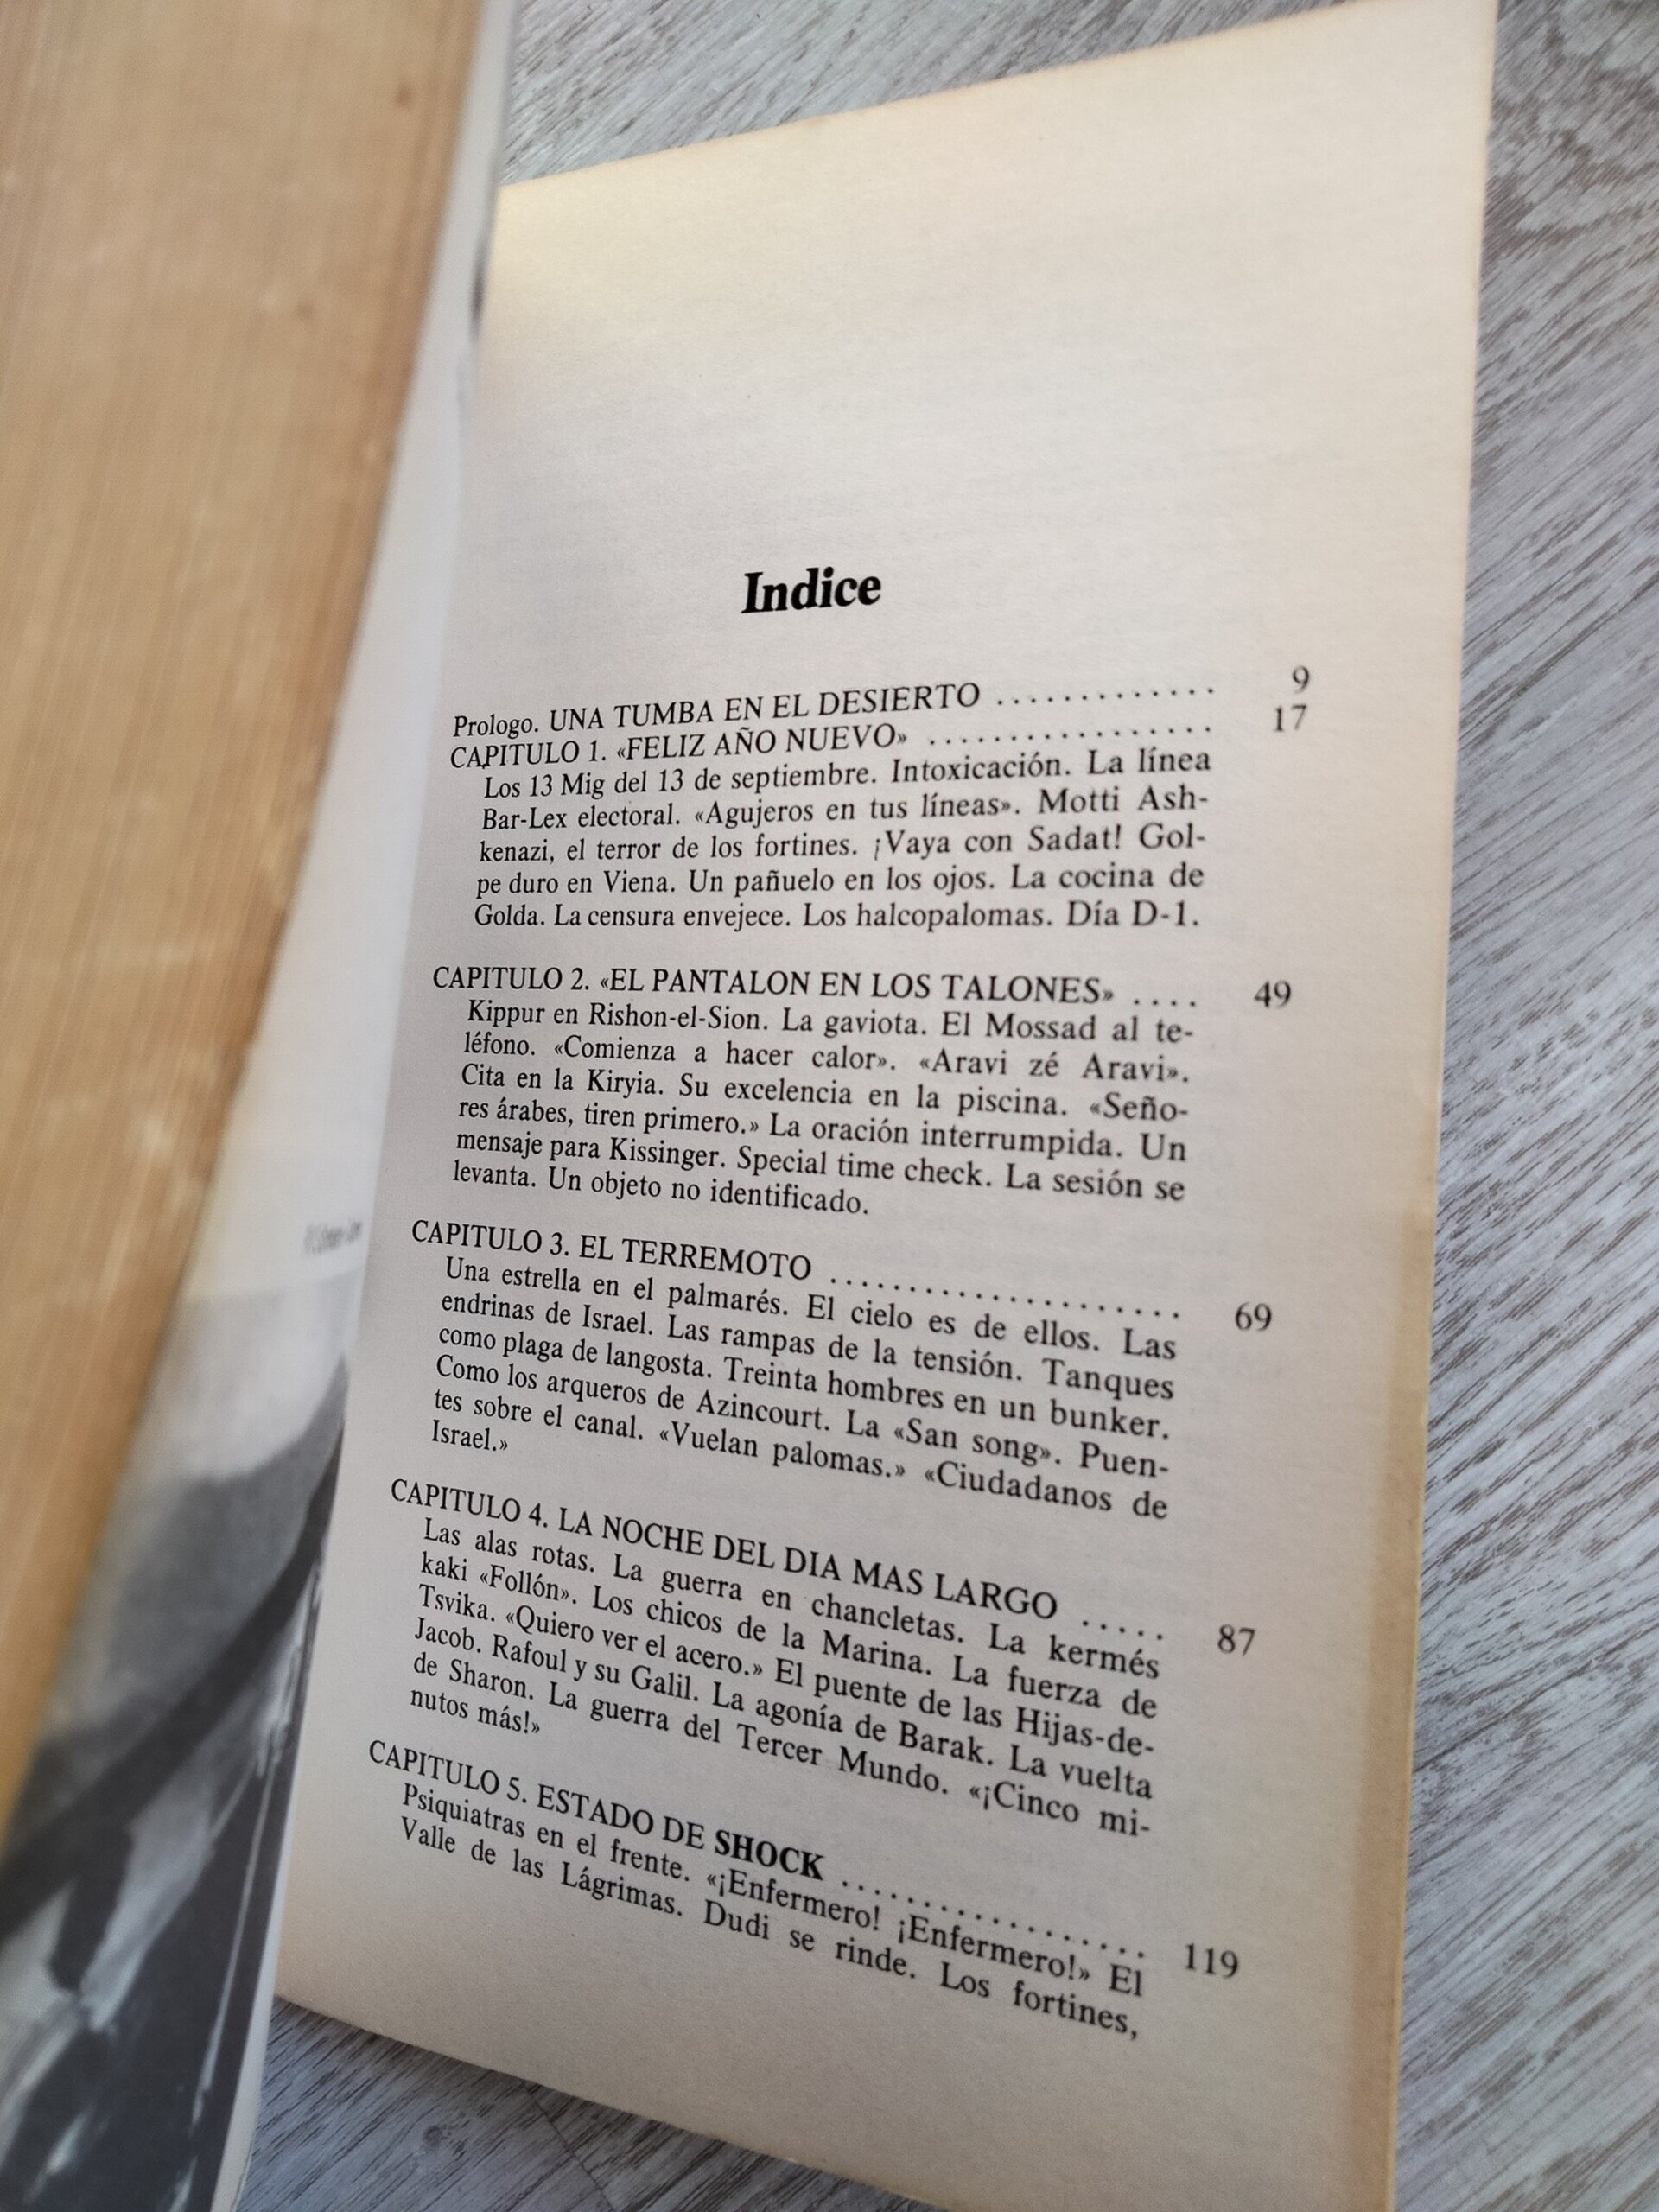 Indice
Prologo. UNA TUMBA EN EL DESIERTO ............. 9
CAPITULO 1. «FELIZ AÑO NUEVO» ................. 17
Los 13 Mig del 13 de septiembre. Intoxicación. La línea
Bar-Lex electoral. «Agujeros en tus líneas». Motti Ash-
kenazi, el terror de los fortines. ¡Vaya con Sadat! Gol-
pe duro en Viena. Un pañuelo en los ojos. La cocina de
Golda. La censura envejece. Los halcopalomas. Día D-1.
CAPITULO 2. «EL PANTALON EN LOS TALONES» .... 49
Kippur en Rishon-el-Sion. La gaviota. El Mossad al te-
léfono. «Comienza a hacer calor». «Aravi zé Aravi».
Cita en la Kiryia. Su excelencia en la piscina. «Seño-
res árabes, tiren primero.» La oración interrumpida. Un
mensaje para Kissinger. Special time check. La sesión se
levanta. Un objeto no identificado.
CAPITULO 3. EL TERREMOTO ................... 69
Una estrella en el palmarés. El cielo es de ellos. Las
endrinas de Israel. Las rampas de la tensión. Tanques
como plaga de langosta. Treinta hombres en un bunker.
Como los arqueros de Azincourt. La «San song». Puen-
tes sobre el canal. «Vuelan palomas.» «Ciudadanos de
Israel.»
CAPITULO 4. LA NOCHE DEL DIA MAS LARGO ..... 87
Las alas rotas. La guerra en chancletas. La kermés
kaki «Follón». Los chicos de la Marina. La fuerza de
Tsvika. «Quiero ver el acero.» El puente de las Hijas-de-
Jacob. Rafoul y su Galil. La agonía de Barak. La vuelta
de Sharon. La guerra del Tercer Mundo. «¡Cinco mi-
nutos más!»
CAPITULO 5. ESTADO DE SHOCK ................ 119
Psiquiatras en el frente. «¡Enfermero! ¡Enfermero!» El
Valle de las Lágrimas. Dudi se rinde. Los fortines,